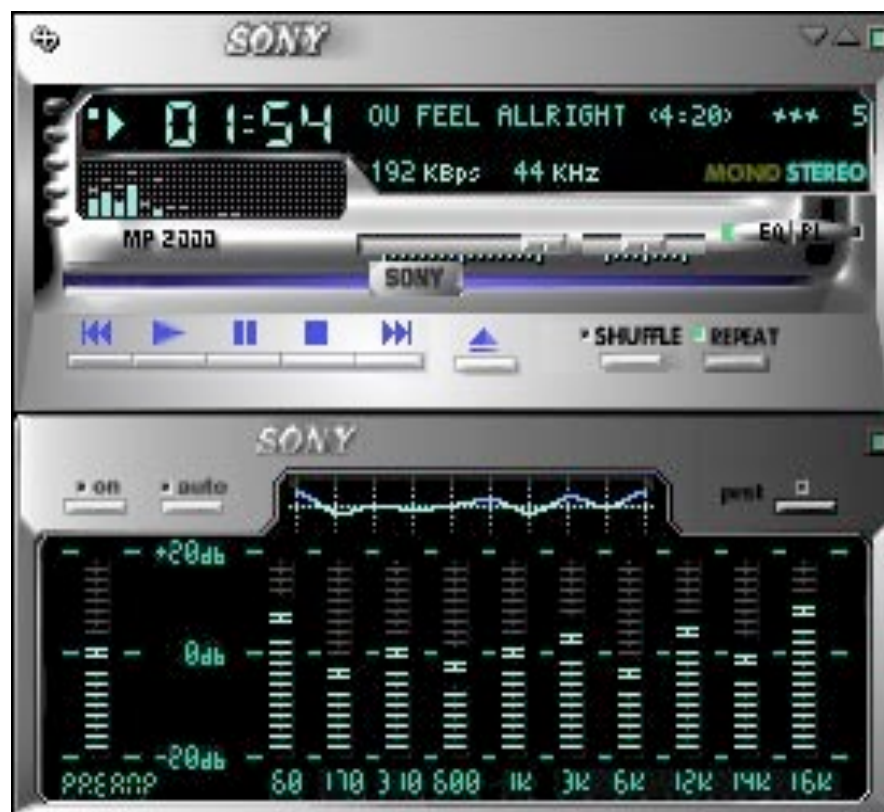 SONY
01:54 OU FEEL ALLRIGHT (4:20) *** 5
192 KBps 44 KHz MONO STEREO
MP 2000 EQ PL
SONY
SHUFFLE REPEAT
SONY
on auto
+20db
0db
-20db
PREAMP 60 170 310 600 1K 3K 6K 12K 14K 16K